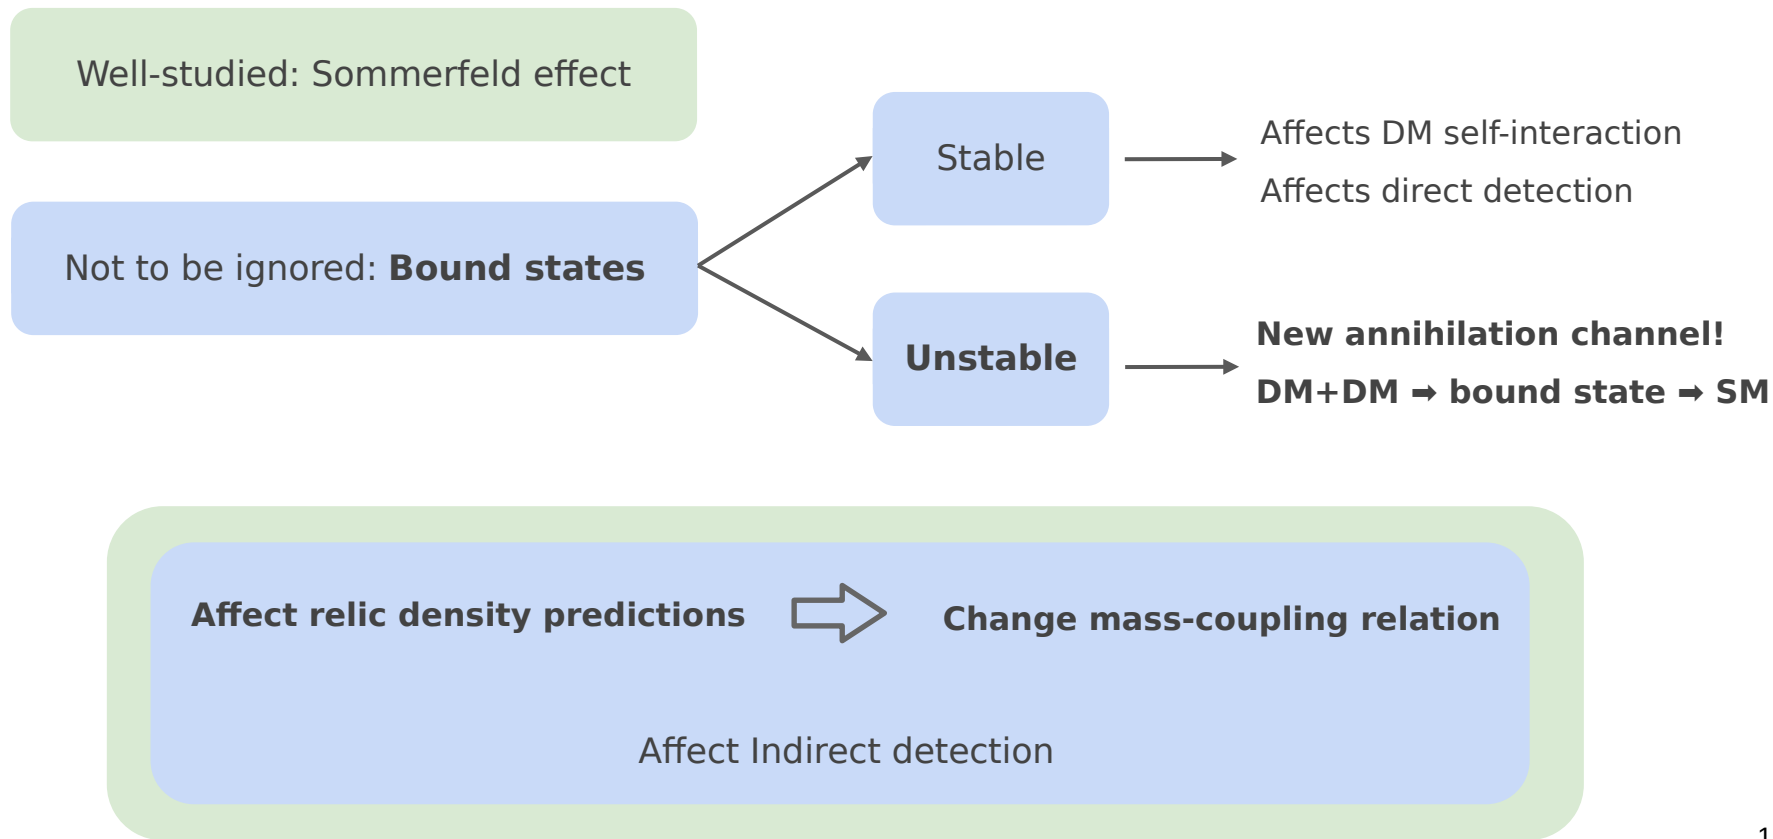 Well-studied: Sommerfeld effect
Not to be ignored: Bound states
Stable
Affects DM self-interaction
Affects direct detection
Unstable
New annihilation channel!
DM+DM ➡ bound state ➡ SM
Affect relic density predictions
Change mass-coupling relation
Affect Indirect detection